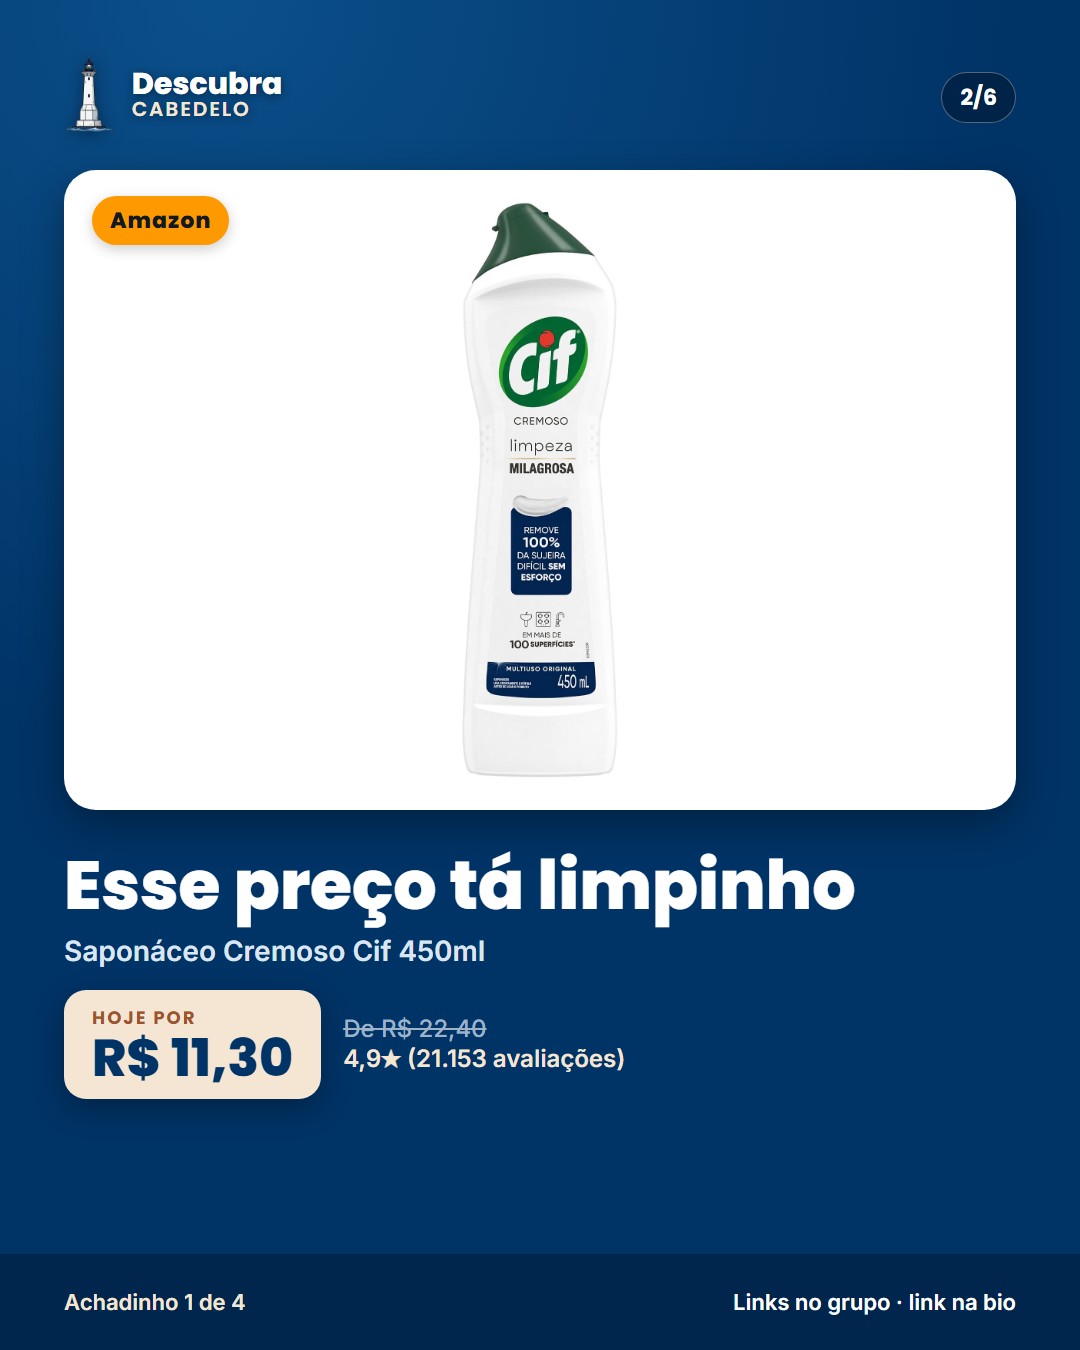 Descubra
CABEDELO
2/6
Amazon
Cif
CREMOSO
limpeza
MILAGROSA
REMOVE
100%
DA SUJEIRA
DIFÍCIL SEM
ESFORÇO
EM MAIS DE
100 SUPERFÍCIES*
MULTIUSO ORIGINAL
450 mL
Esse preço tá limpinho
Saponáceo Cremoso Cif 450ml
HOJE POR
R$ 11,30
De R$ 22,40
4,9★ (21.153 avaliações)
Achadinho 1 de 4
Links no grupo · link na bio